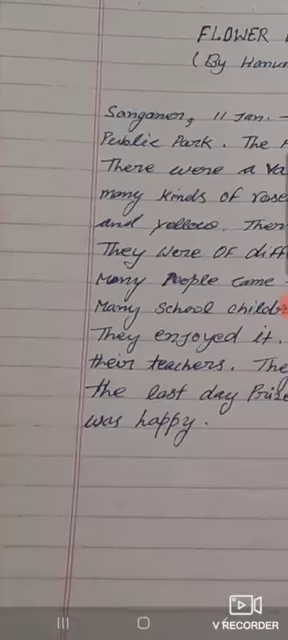 FLOWER
(By Hanum
Sanganer, 11 Jan. -
Public Park. The
There were a va
many kinds of rose
and yellow. Ther
They were of diff
Many People came
Many school child
They enjoyed it.
their teachers. The
the last day Prize
was happy.
V RECORDER